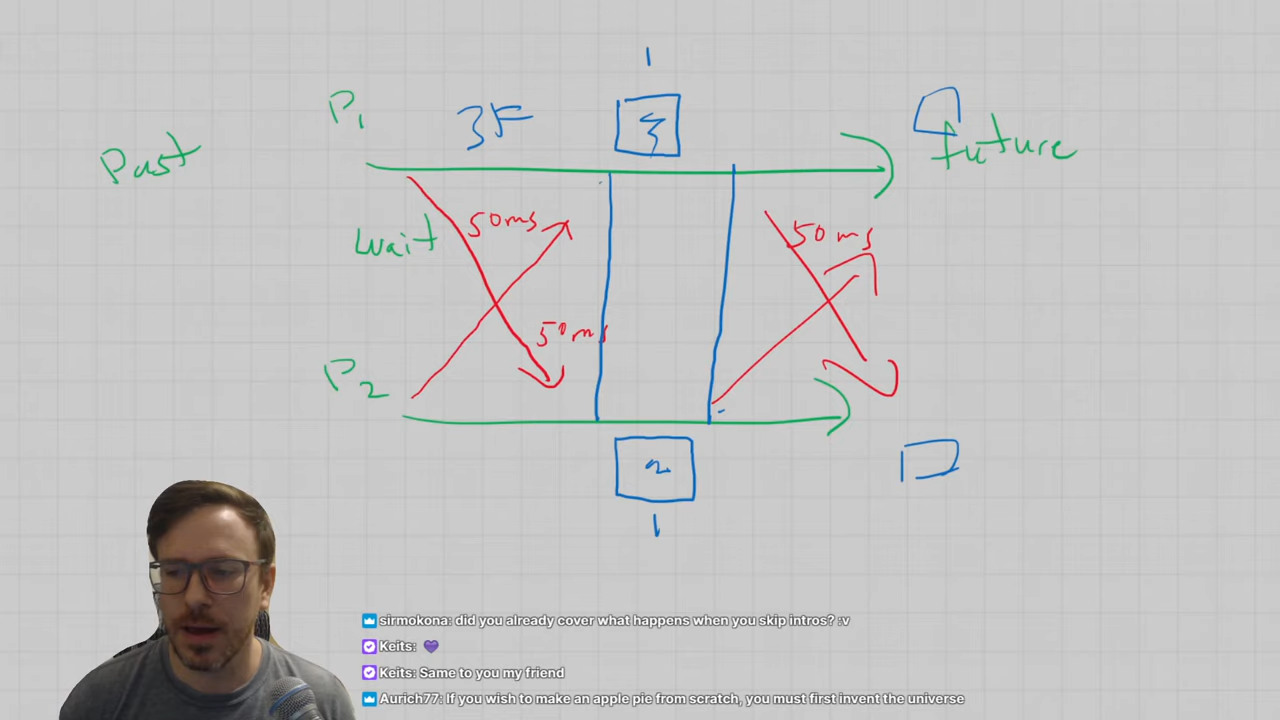 1
P1 3F 3
Past future
wait 50ms 50ms
50ms
P2
2
1
sirmokona: did you already cover what happens when you skip intros? :v
Keits: 💜
Keits: Same to you my friend
Aurich77: If you wish to make an apple pie from scratch, you must first invent the universe